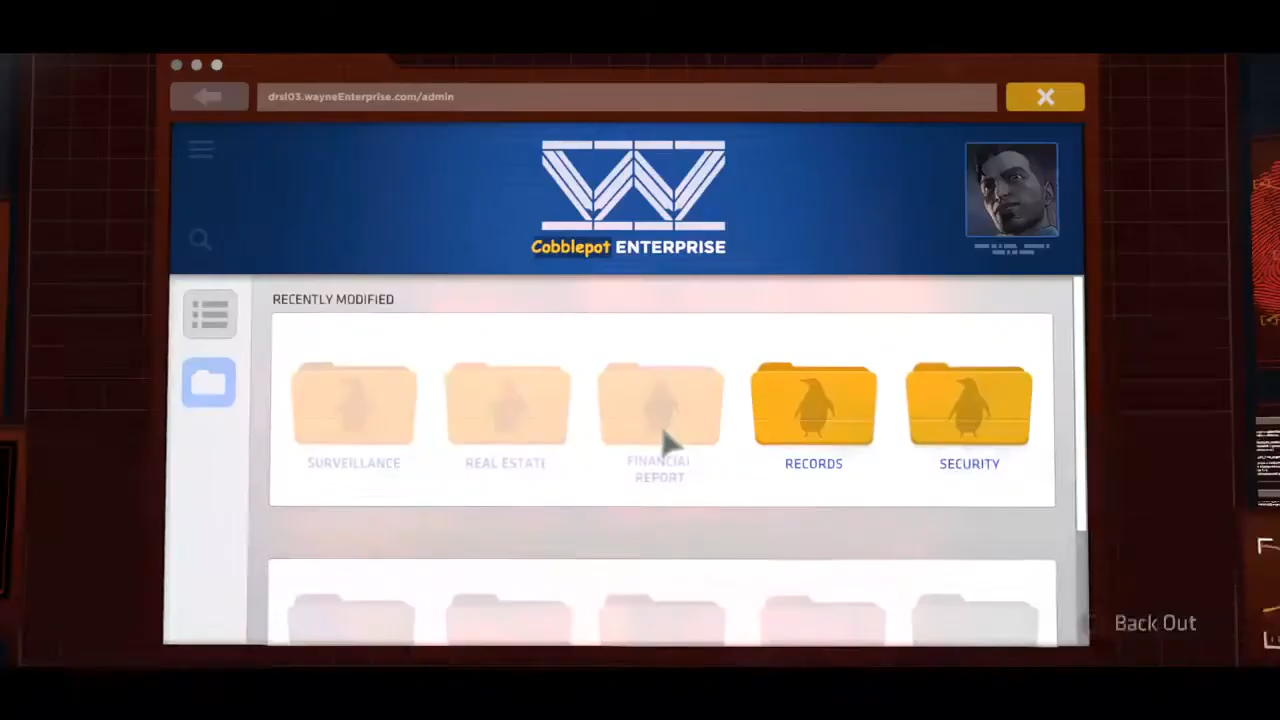 drsl03.wayneEnterprise.com/admin
Cobblepot ENTERPRISE
RECENTLY MODIFIED
SURVEILLANCE
REAL ESTATE
FINANCIAL
REPORT
RECORDS
SECURITY
Back Out